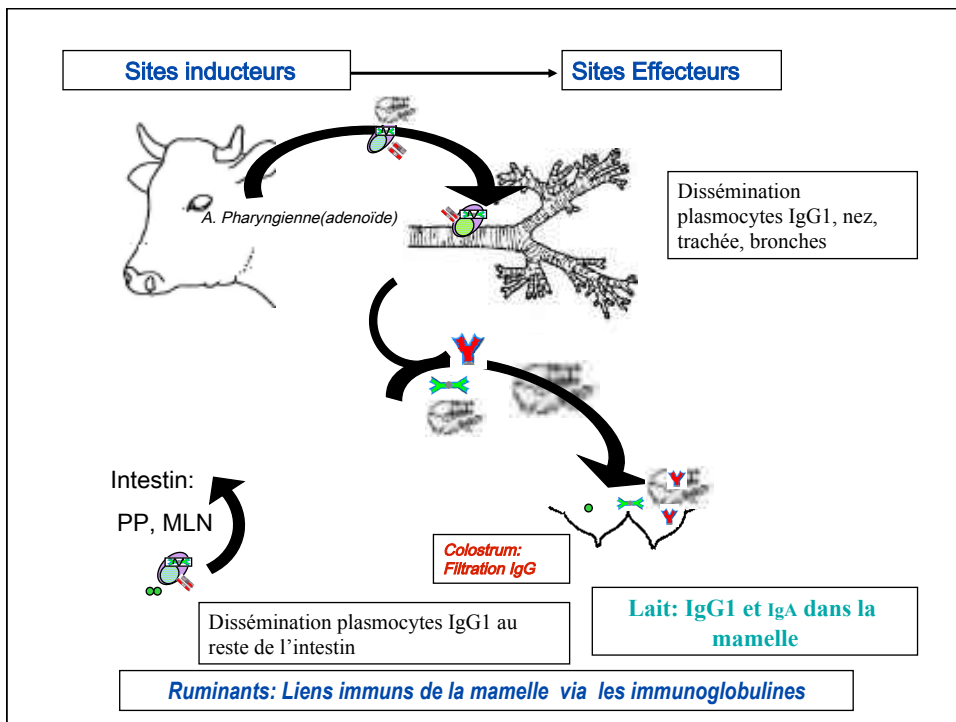 Sites inducteurs
Sites Effecteurs
A. Pharyngienne(adenoïde)
Dissémination
plasmocytes IgG1, nez,
trachée, bronches
Intestin:
PP, MLN
Colostrum:
Filtration IgG
Dissémination plasmocytes IgG1 au
reste de l’intestin
Lait: IgG1 et IgA dans la
mamelle
Ruminants: Liens immuns de la mamelle via les immunoglobulines